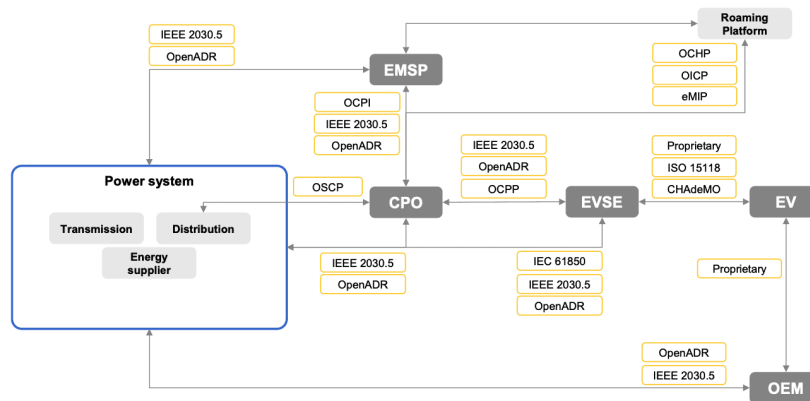 IEEE 2030.5
OpenADR
EMSP
Roaming
Platform
OCHP
OICP
eMIP
OCPI
IEEE 2030.5
OpenADR
IEEE 2030.5
OpenADR
OCPP
Proprietary
ISO 15118
CHAdeMO
Power system
OSCP
CPO
EVSE
EV
Transmission
Distribution
Energy
supplier
IEEE 2030.5
OpenADR
IEC 61850
IEEE 2030.5
OpenADR
Proprietary
OpenADR
IEEE 2030.5
OEM